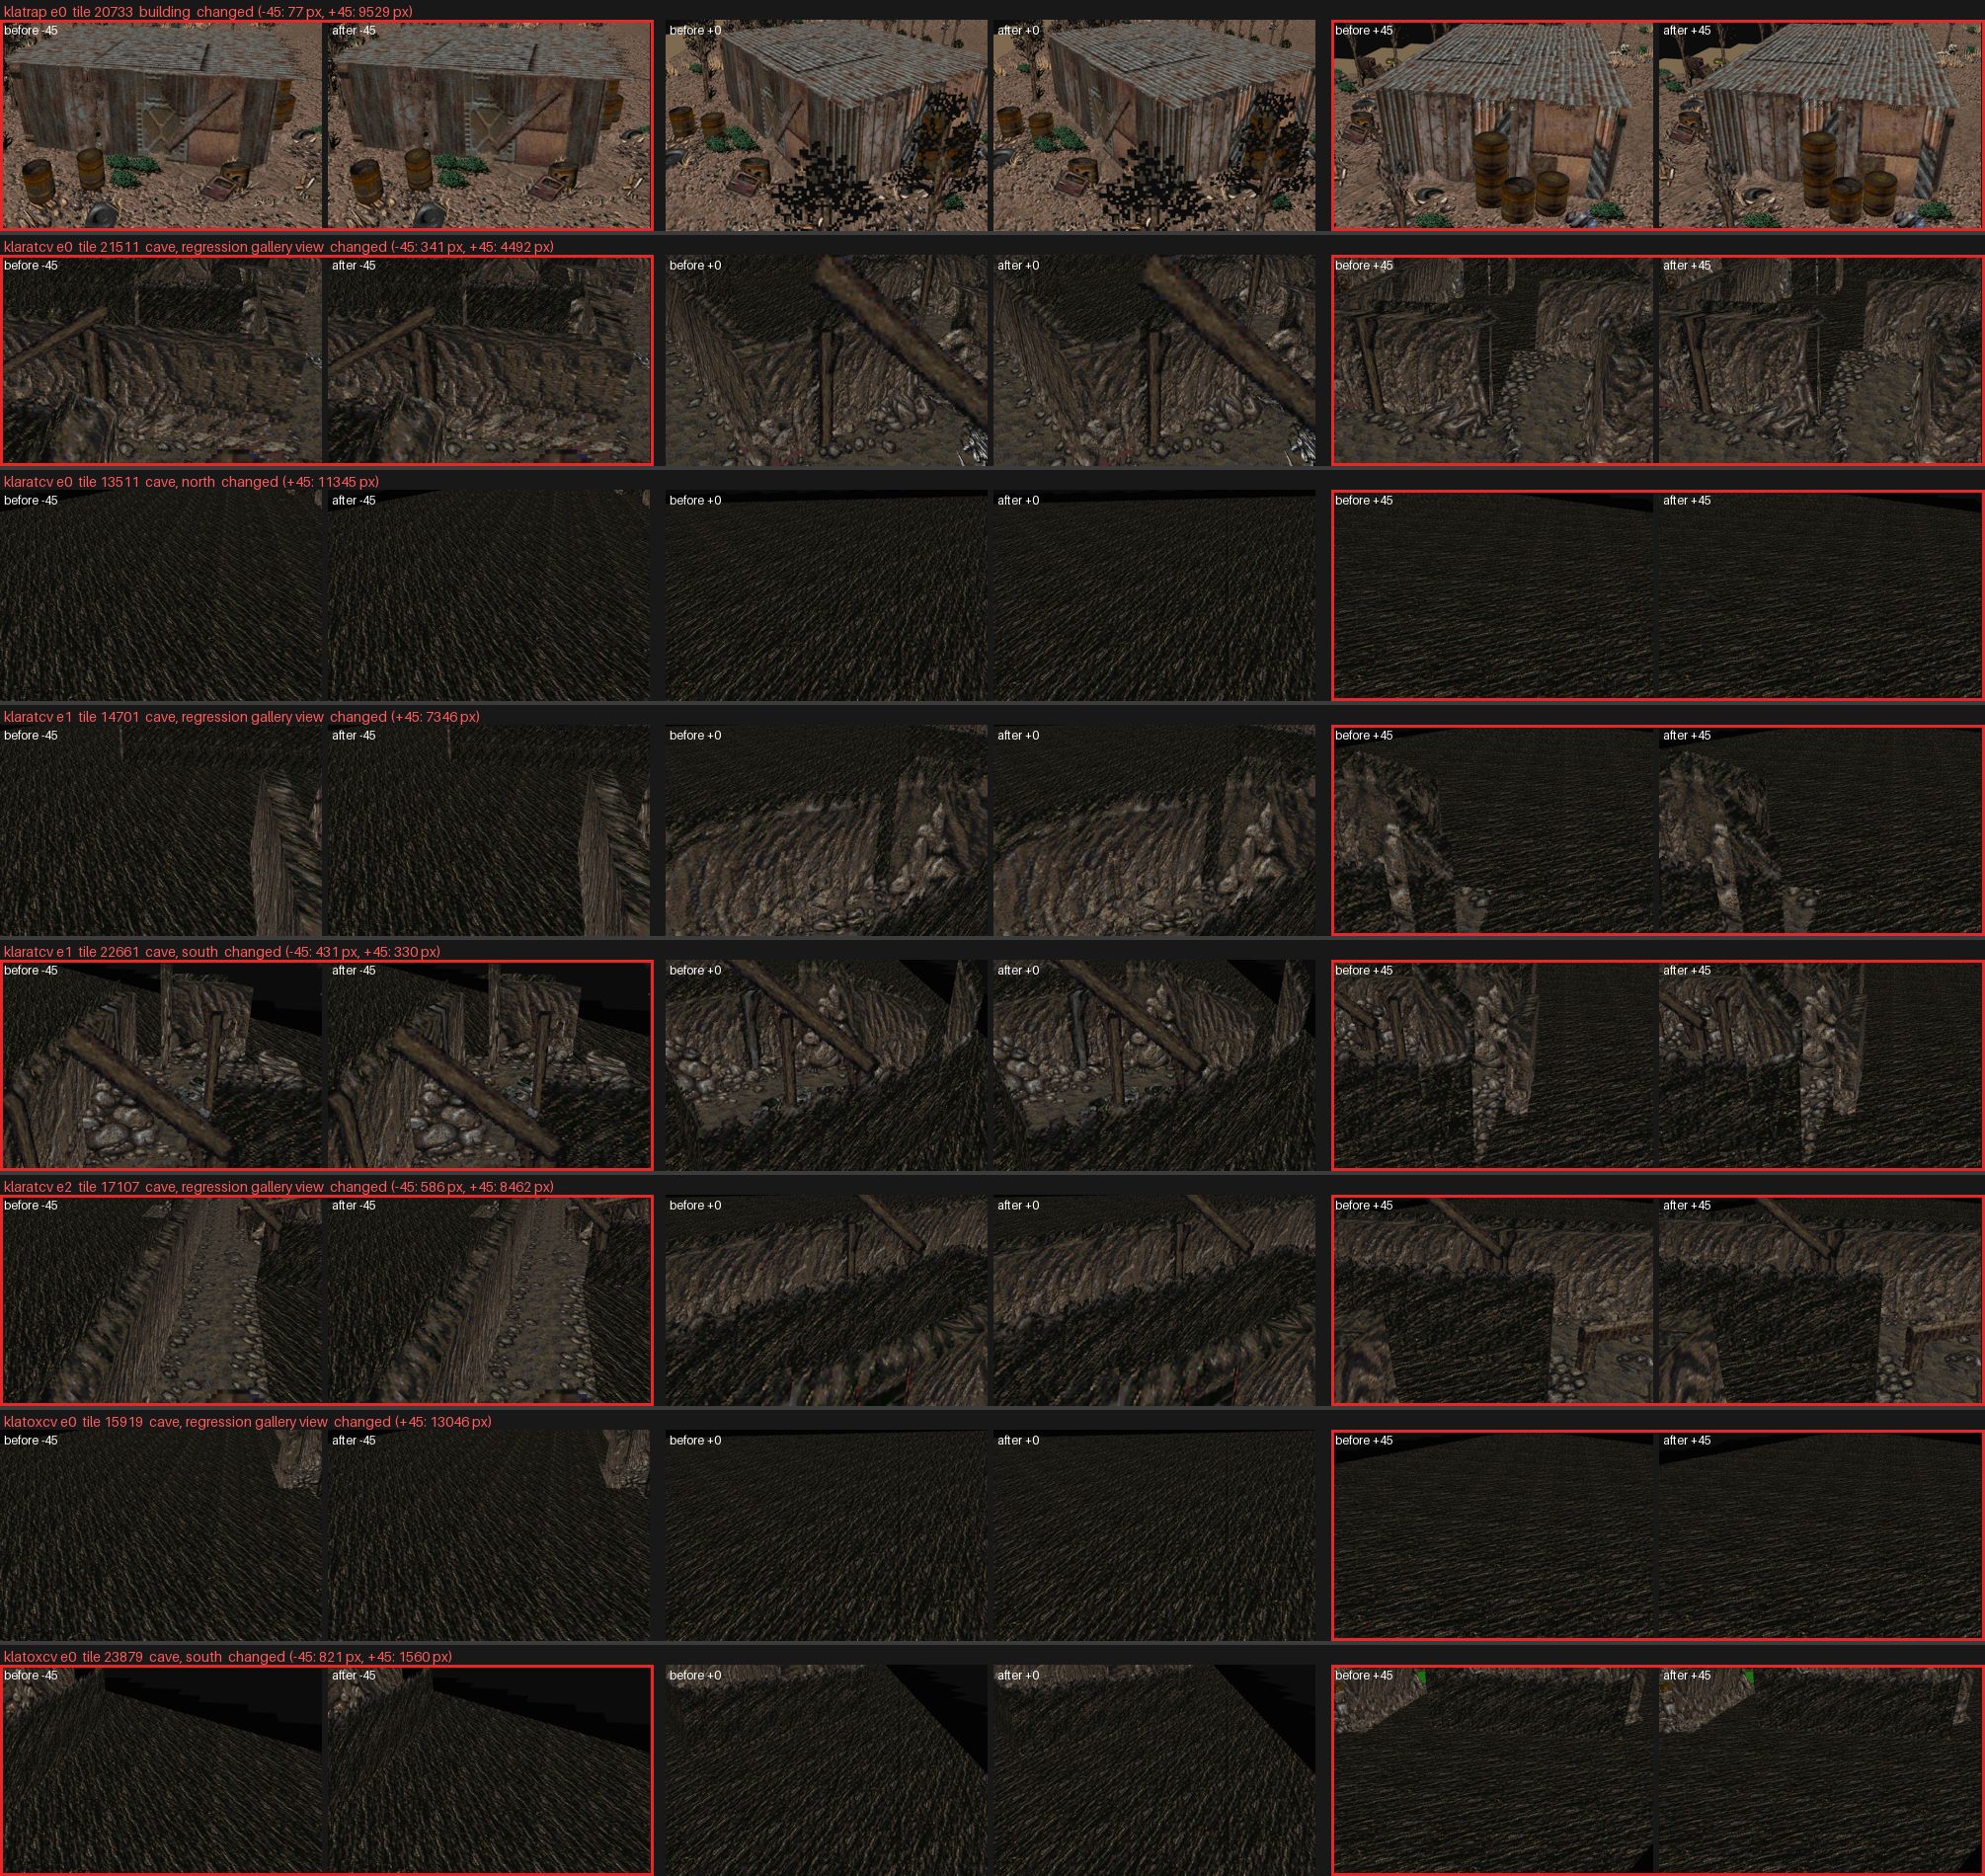 klatrap e0 tile 20733 building changed (-45: 77 px, +45: 9529 px)
before -45 after -45 before +0 after +0 before +45 after +45
klaratcv e0 tile 21511 cave, regression gallery view changed (-45: 341 px, +45: 4492 px)
before -45 after -45 before +0 after +0 before +45 after +45
klaratcv e0 tile 13511 cave, north changed (+45: 11345 px)
before -45 after -45 before +0 after +0 before +45 after +45
klaratcv e1 tile 14701 cave, regression gallery view changed (+45: 7346 px)
before -45 after -45 before +0 after +0 before +45 after +45
klaratcv e1 tile 22661 cave, south changed (-45: 431 px, +45: 330 px)
before -45 after -45 before +0 after +0 before +45 after +45
klaratcv e2 tile 17107 cave, regression gallery view changed (-45: 586 px, +45: 8462 px)
before -45 after -45 before +0 after +0 before +45 after +45
klatoxcv e0 tile 15919 cave, regression gallery view changed (+45: 13046 px)
before -45 after -45 before +0 after +0 before +45 after +45
klatoxcv e0 tile 23879 cave, south changed (-45: 821 px, +45: 1560 px)
before -45 after -45 before +0 after +0 before +45 after +45